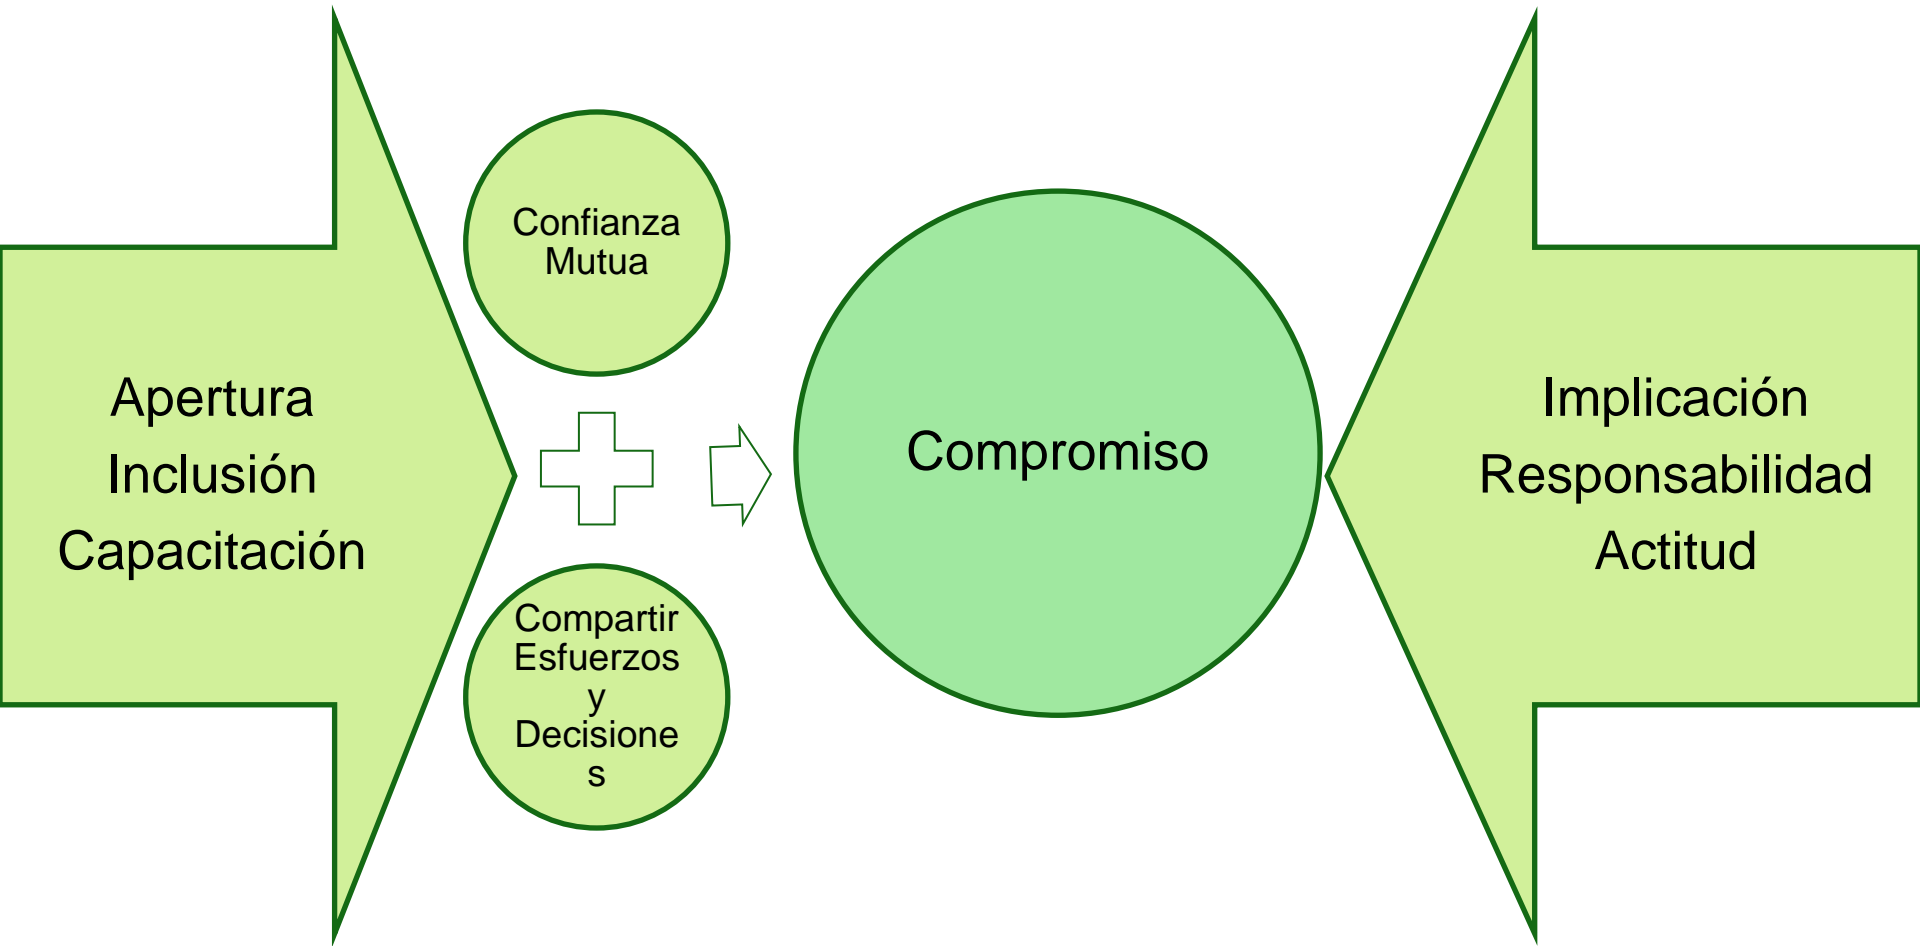 Apertura
Inclusión
Capacitación
Confianza
Mutua
Compartir
Esfuerzos
y
Decisione
s
Compromiso
Implicación
Responsabilidad
Actitud